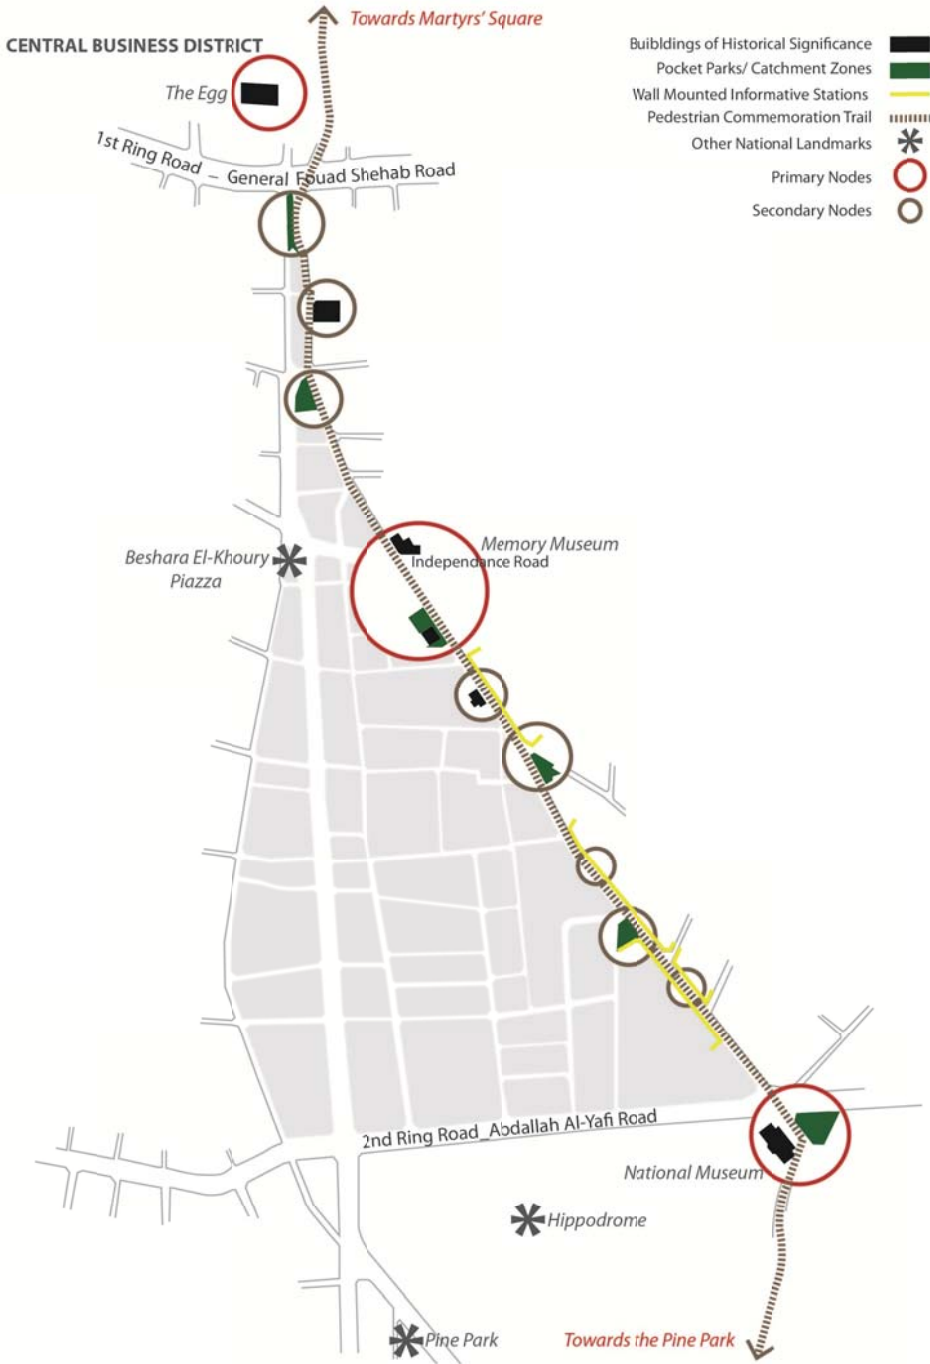 Towards Martyrs' Square
CENTRAL BUSINESS DISTRICT
The Egg
1st Ring Road – General Fouad Shehab Road
Buibldings of Historical Significance
Pocket Parks/ Catchment Zones
Wall Mounted Informative Stations
Pedestrian Commemoration Trail
Other National Landmarks
Primary Nodes
Secondary Nodes
Beshara El-Khoury
Piazza
Memory Museum
Independance Road
2nd Ring Road_Abdallah Al-Yafi Road
National Museum
Hippodrome
Pine Park
Towards the Pine Park